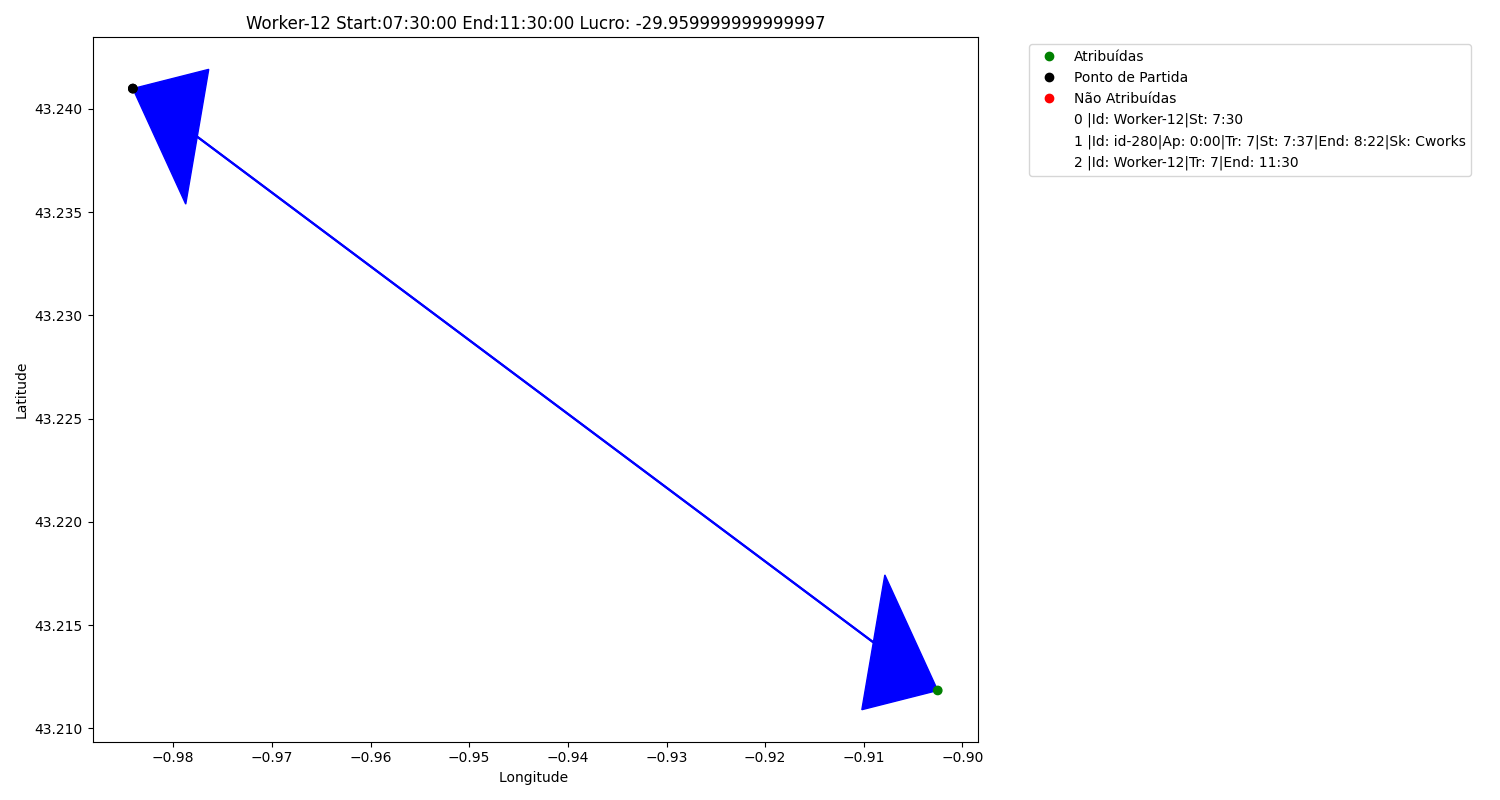 Worker-12 Start:07:30:00 End:11:30:00 Lucro: -29.959999999999997
43.240
43.235
43.230
43.225
43.220
43.215
43.210
Latitude
−0.98
−0.97
−0.96
−0.95
−0.94
−0.93
−0.92
−0.91
−0.90
Longitude
Atribuídas
Ponto de Partida
Não Atribuídas
0 |Id: Worker-12|St: 7:30
1 |Id: id-280|Ap: 0:00|Tr: 7|St: 7:37|End: 8:22|Sk: Cworks
2 |Id: Worker-12|Tr: 7|End: 11:30